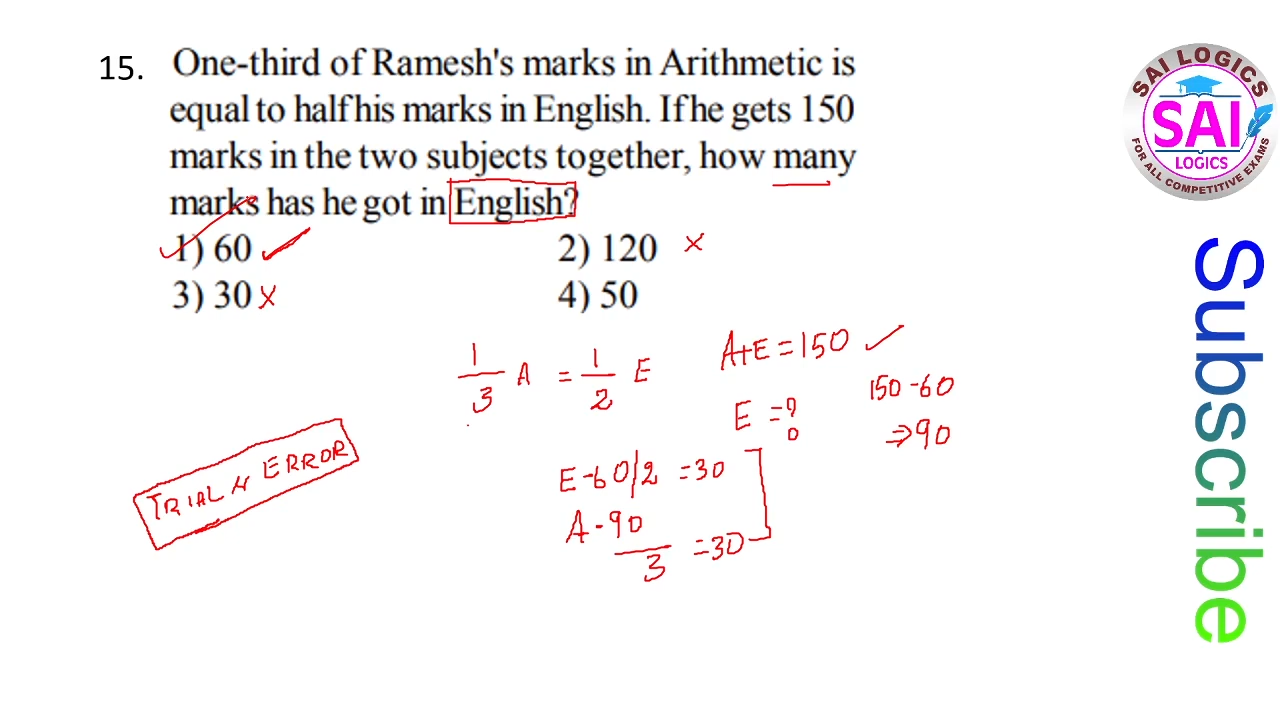 15. One-third of Ramesh's marks in Arithmetic is
equal to half his marks in English. If he gets 150
marks in the two subjects together, how many
marks has he got in English?
1) 60 2) 120 x
3) 30 x 4) 50
1/3 A = 1/2 E
A+E = 150
E = ?
150 - 60
⇒ 90
E - 60/2 = 30
A - 90/3 = 30
TRIAL N ERROR
SAI LOGICS
SAI
LOGICS
FOR ALL COMPETITIVE EXAMS
Subscribe